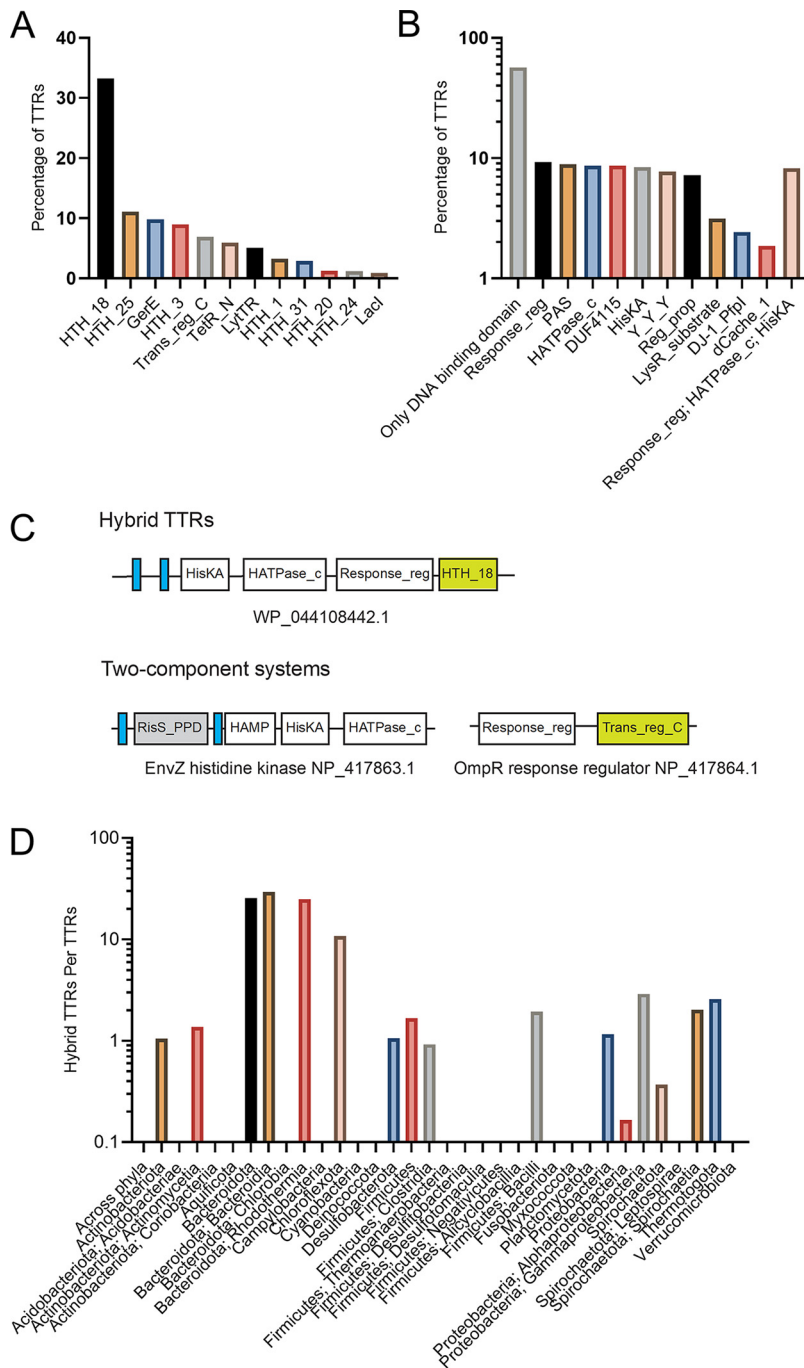 A
Percentage of TTRs
40
30
20
10
0
HTH_18
HTH_25
GerE
HTH_3
Trans_reg_C
TetR_N
LytTR
HTH_1
HTH_31
HTH_20
HTH_24
LacI
B
Percentage of TTRs
100
10
1
Only DNA binding domain
Response_reg
PAS
HATPase_c
DUF4115
HisKA
Y_Y_Y
Reg_prop
LysR_substrate
DJ-1_PfpI
dCache_1
Response_reg; HATPase_c; HisKA
C
Hybrid TTRs
HisKA HATPase_c Response_reg HTH_18
WP_044108442.1
Two-component systems
RisS_PPD HAMP HisKA HATPase_c Response_reg Trans_reg_C
EnvZ histidine kinase NP_417863.1 OmpR response regulator NP_417864.1
D
Hybrid TTRs Per TTRs
100
10
1
0.1
Across phyla
Actinobacteriota
Acidobacteriota; Acidobacteriae
Actinobacteriota; Actinomycetia
Actinobacteriota; Coriobacteriia
Aquificota
Bacteroidota
Bacteroidota; Bacteroidia
Bacteroidota; Chlorobia
Bacteroidota; Rhodothermia
Campylobacteria
Chloroflexota
Cyanobacteria
Deinococcota
Desulfobacterota
Firmicutes
Firmicutes; Clostridia
Firmicutes; Thermoanaerobacteria
Firmicutes; Desulfitobacteriia
Firmicutes; Desulfotomaculia
Firmicutes; Negativicutes
Firmicutes; Alicyclobacillia
Firmicutes; Bacilli
Fusobacteriota
Myxococcota
Planctomycetota
Proteobacteria
Proteobacteria; Alphaproteobacteria
Proteobacteria; Gammaproteobacteria
Spirochaetota
Spirochaetota; Leptospirae
Spirochaetota; Spirochaetia
Thermotogota
Verrucomicrobiota